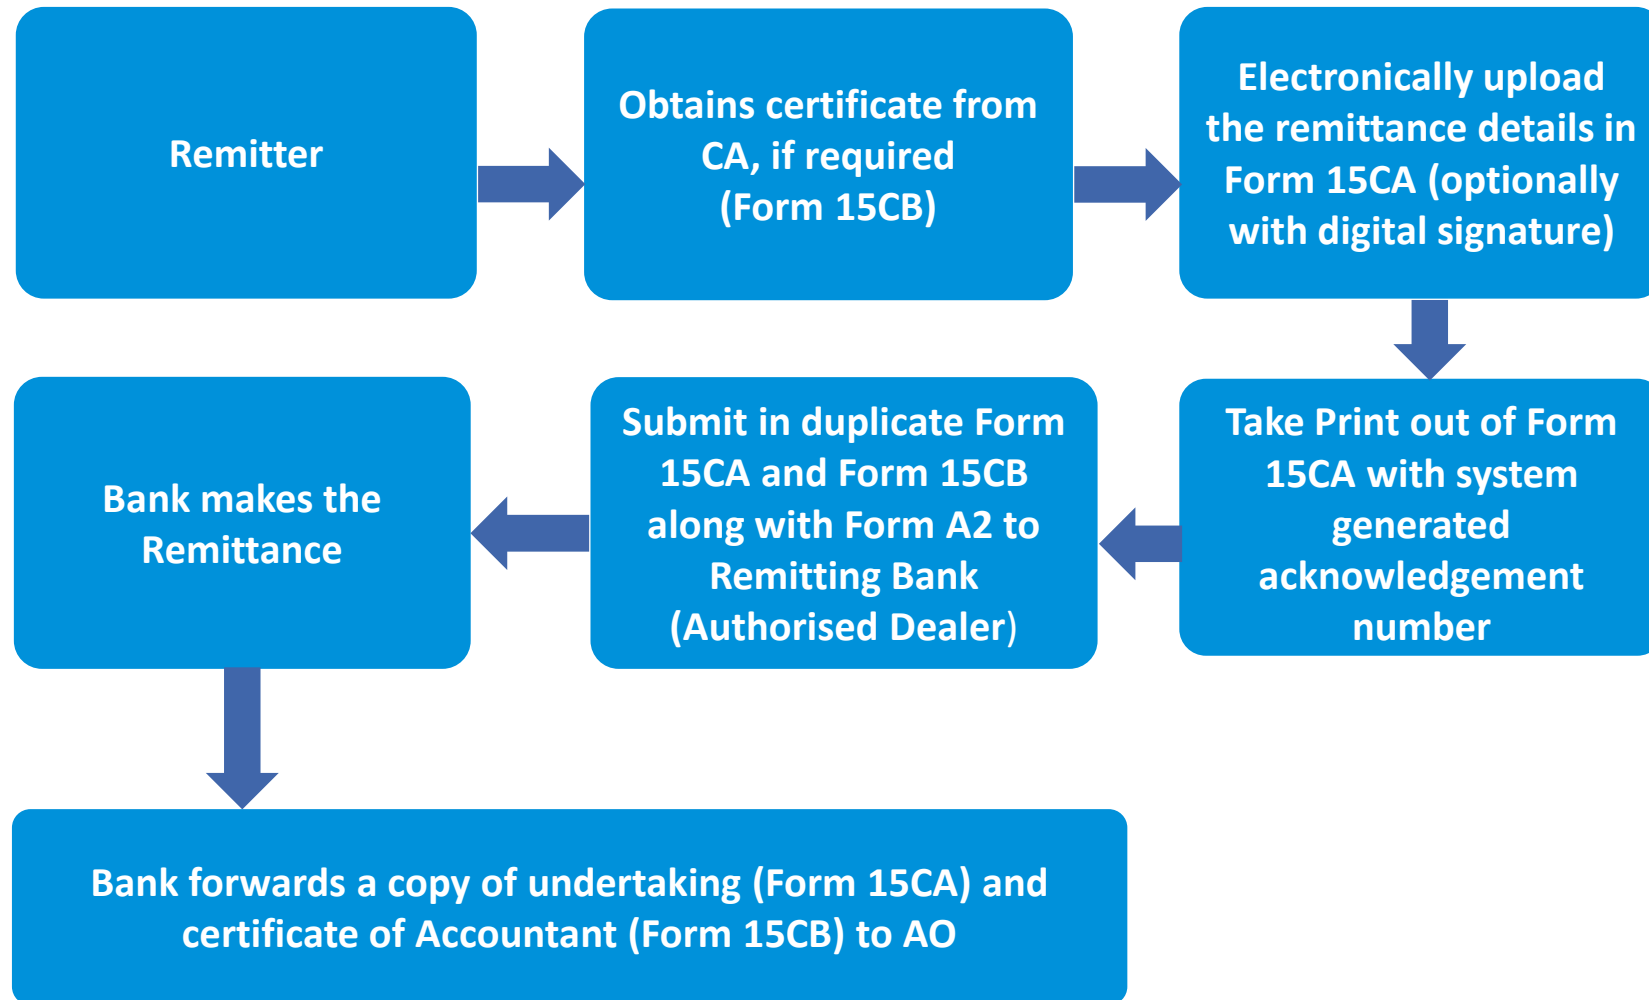 Remitter
Obtains certificate from
CA, if required
(Form 15CB)
Electronically upload
the remittance details in
Form 15CA (optionally
with digital signature)
Take Print out of Form
15CA with system
generated
acknowledgement
number
Submit in duplicate Form
15CA and Form 15CB
along with Form A2 to
Remitting Bank
(Authorised Dealer)
Bank makes the
Remittance
Bank forwards a copy of undertaking (Form 15CA) and
certificate of Accountant (Form 15CB) to AO